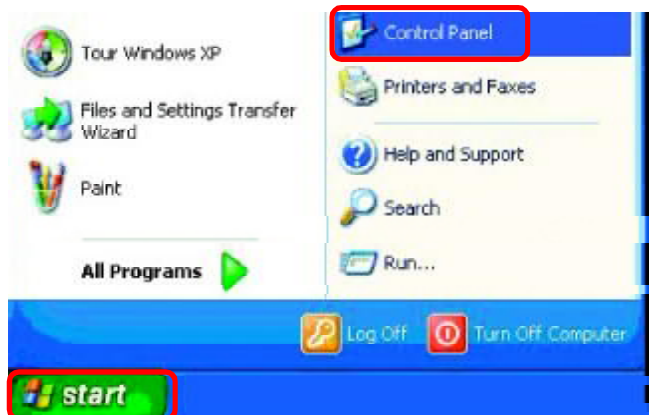 Tour Windows XP
Files and Settings Transfer
Wizard
Paint
All Programs
Control Panel
Printers and Faxes
Help and Support
Search
Run...
Log Off
Turn Off Computer
start